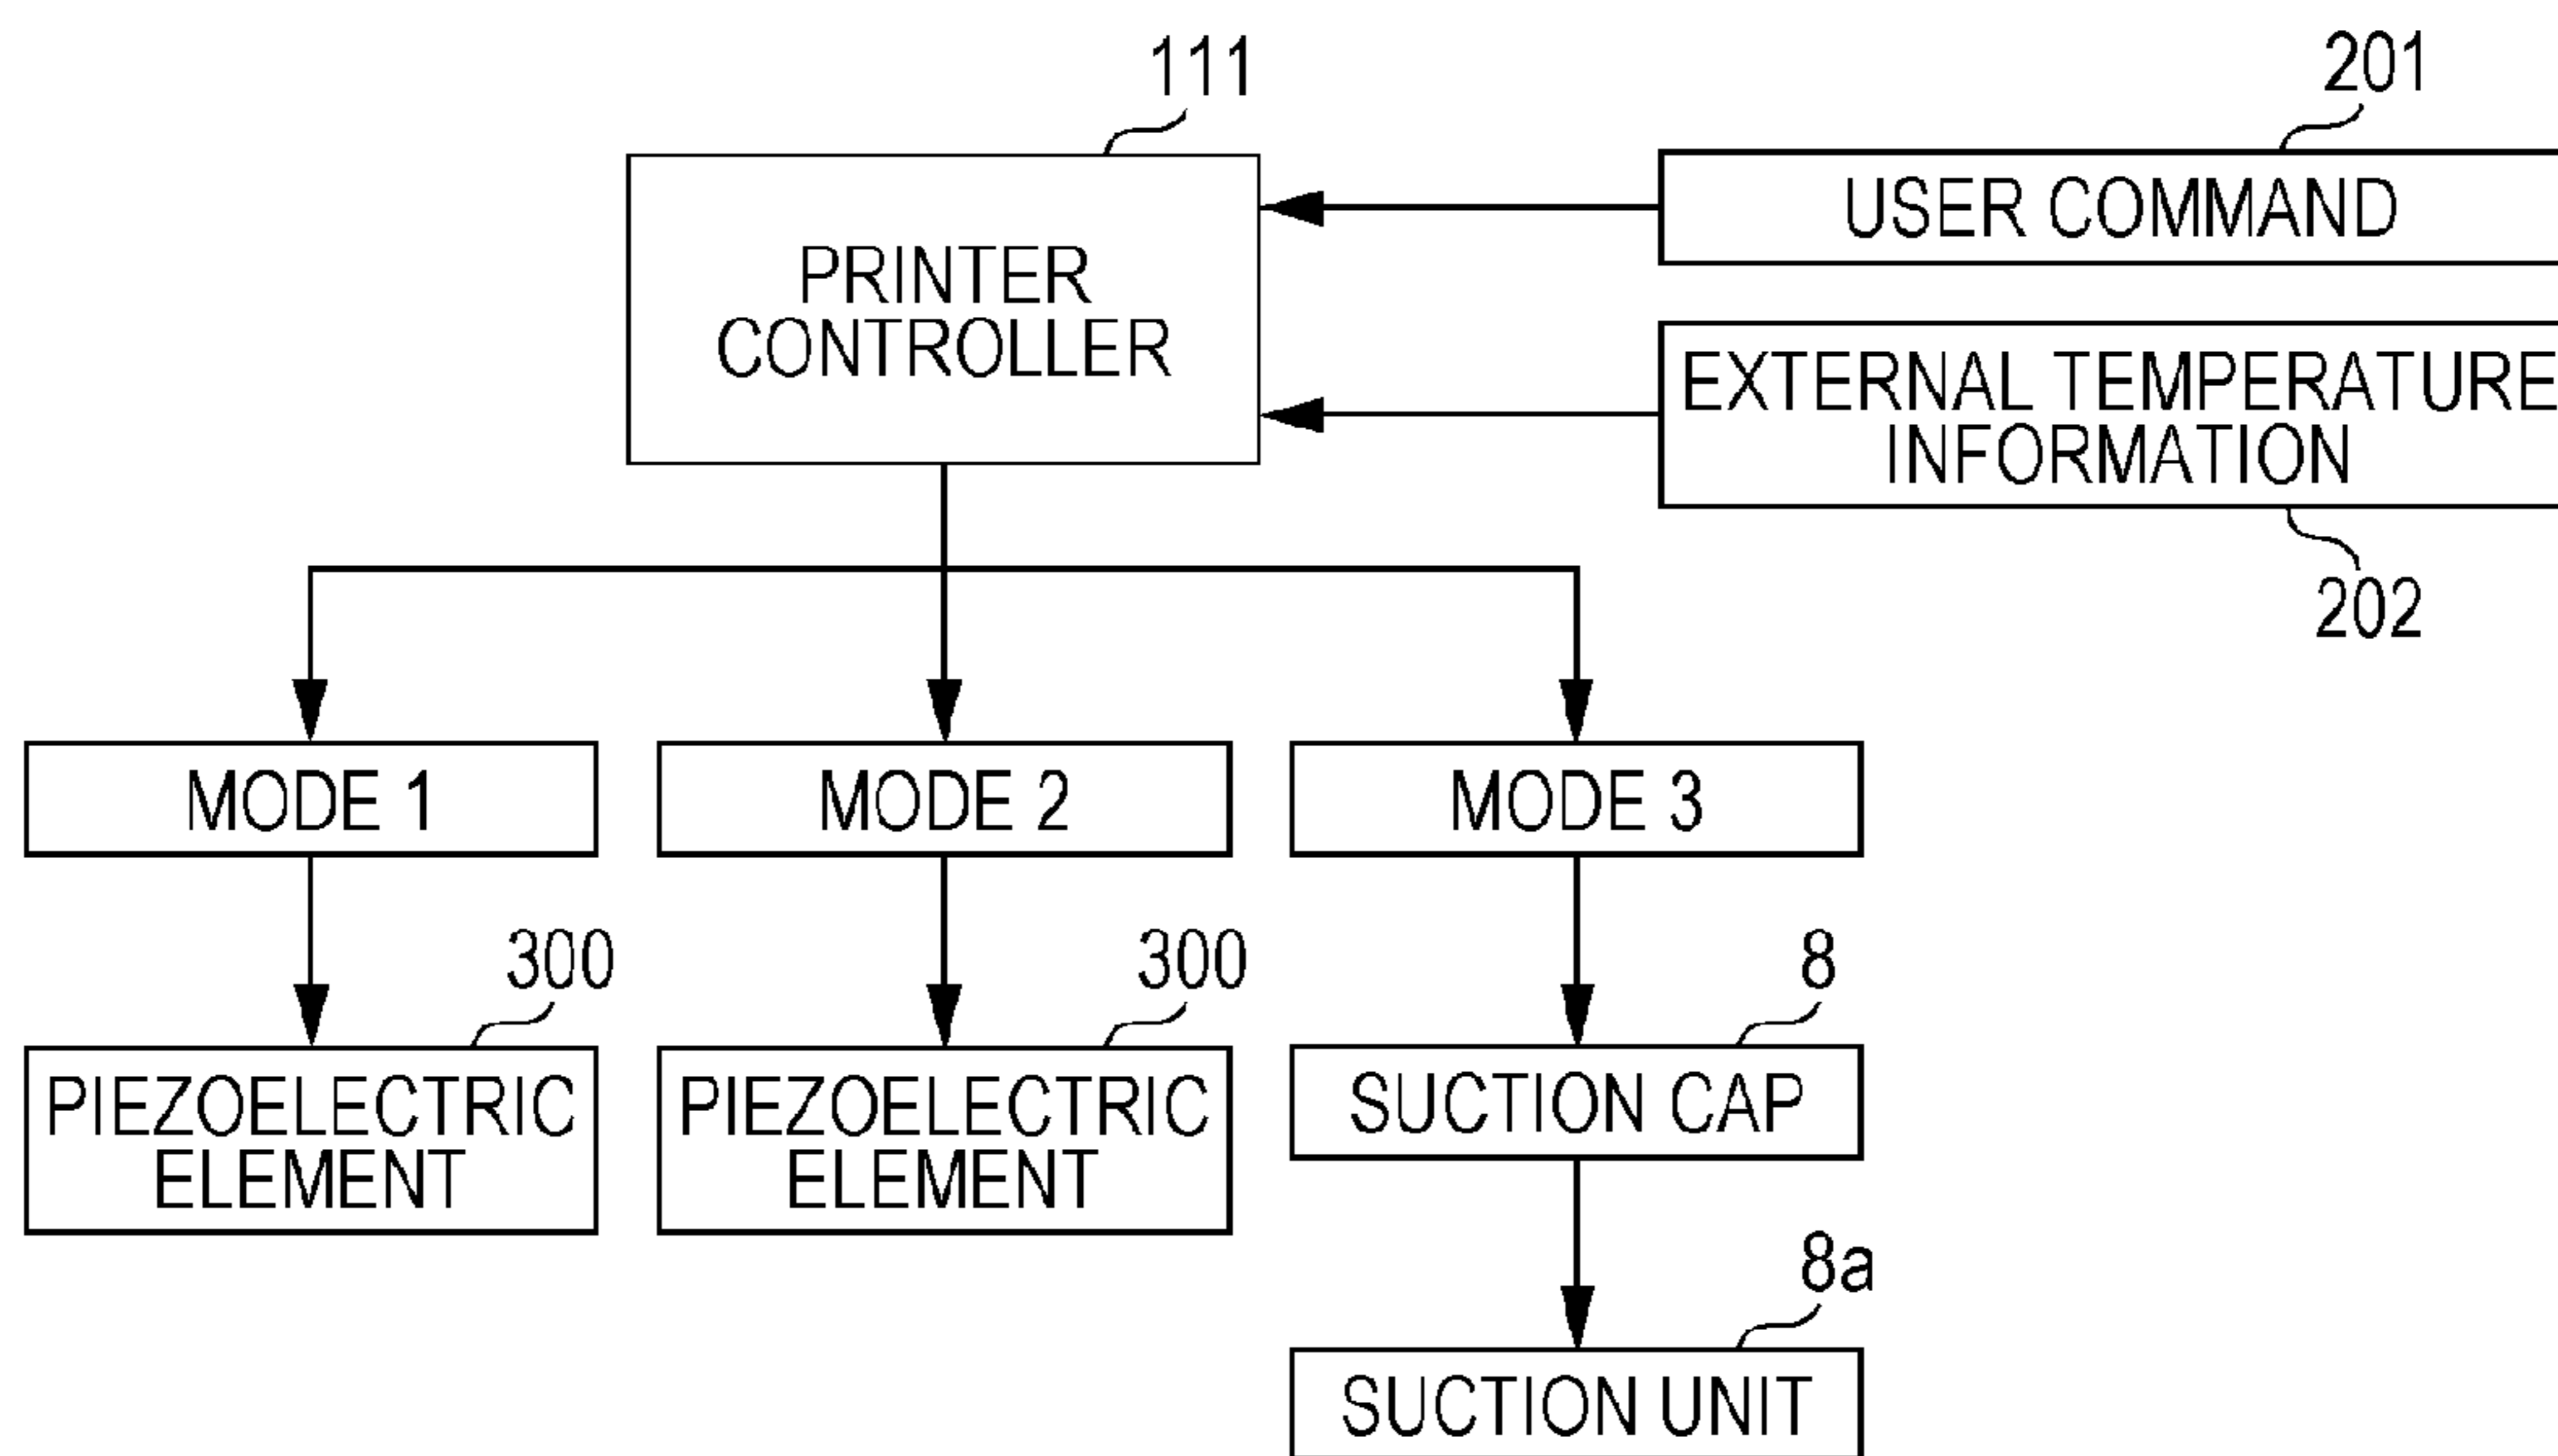 111
201
USER COMMAND
PRINTER
CONTROLLER
EXTERNAL TEMPERATURE
INFORMATION
202
MODE 1
MODE 2
MODE 3
300
300
8
PIEZOELECTRIC
ELEMENT
PIEZOELECTRIC
ELEMENT
SUCTION CAP
8a
SUCTION UNIT